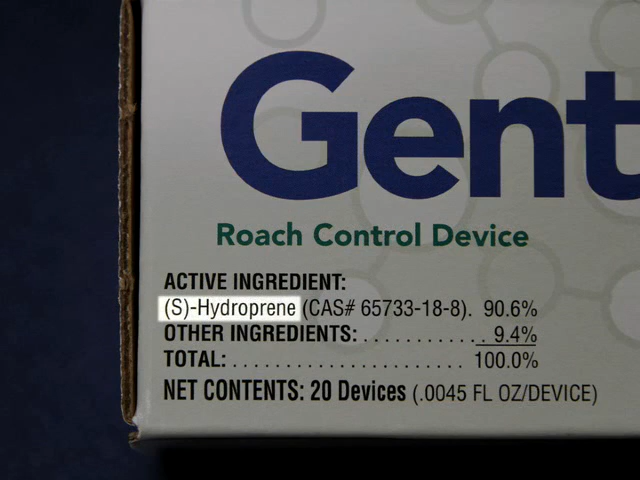 Gent
Roach Control Device
ACTIVE INGREDIENT:
(S)-Hydroprene (CAS# 65733-18-8). 90.6%
OTHER INGREDIENTS: . . . . . . . . . . . . 9.4%
TOTAL: . . . . . . . . . . . . . . . . . . . . . . 100.0%
NET CONTENTS: 20 Devices (.0045 FL OZ/DEVICE)